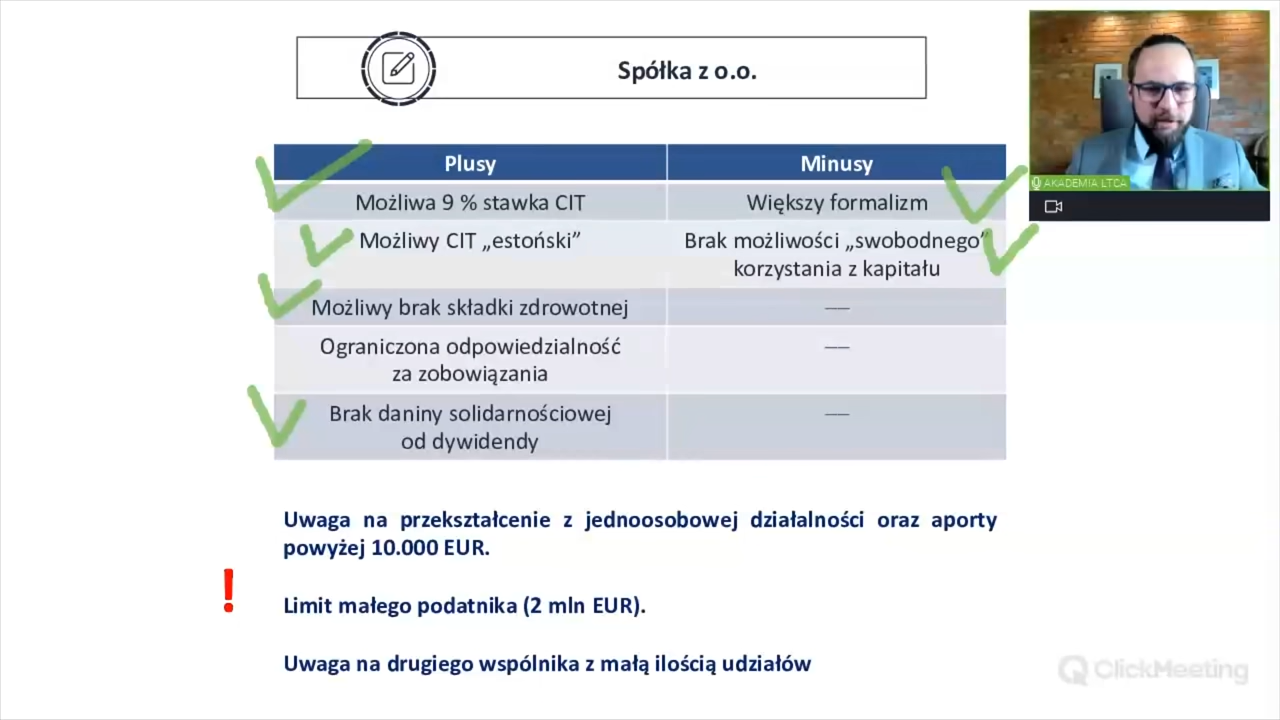 Spółka z o.o.
Plusy
Minusy
Możliwa 9 % stawka CIT
Większy formalizm
Możliwy CIT „estoński”
Brak możliwości „swobodnego”
korzystania z kapitału
Możliwy brak składki zdrowotnej
—
Ograniczona odpowiedzialność
za zobowiązania
—
Brak daniny solidarnościowej
od dywidendy
—
Uwaga na przekształcenie z jednoosobowej działalności oraz aporty
powyżej 10.000 EUR.
!
Limit małego podatnika (2 mln EUR).
Uwaga na drugiego wspólnika z małą ilością udziałów
AKADEMIA LTCA
ClickMeeting